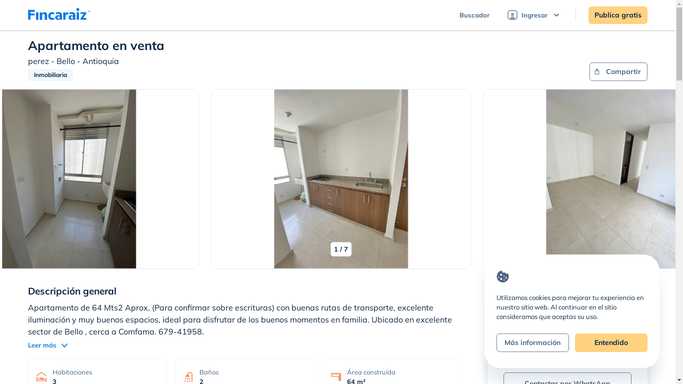 Fincaraiz
Buscador
Ingresar
Publica gratis
Apartamento en venta
perez - Bello - Antioquia
Inmobiliaria
Compartir
1 / 7
Descripción general
Apartamento de 64 Mts2 Aprox. (Para confirmar sobre escrituras) con buenas rutas de transporte, excelente
iluminación y muy buenos espacios, ideal para disfrutar de los buenos momentos en familia. Ubicado en excelente
sector de Bello , cerca a Comfama. 679-41958.
Leer más
Habitaciones
3
Baños
2
Área construida
64 m²
Utilizamos cookies para mejorar tu experiencia en
nuestro sitio web. Al continuar en el sitio
consideramos que aceptas su uso.
Más información
Entendido
Contactar por WhatsApp